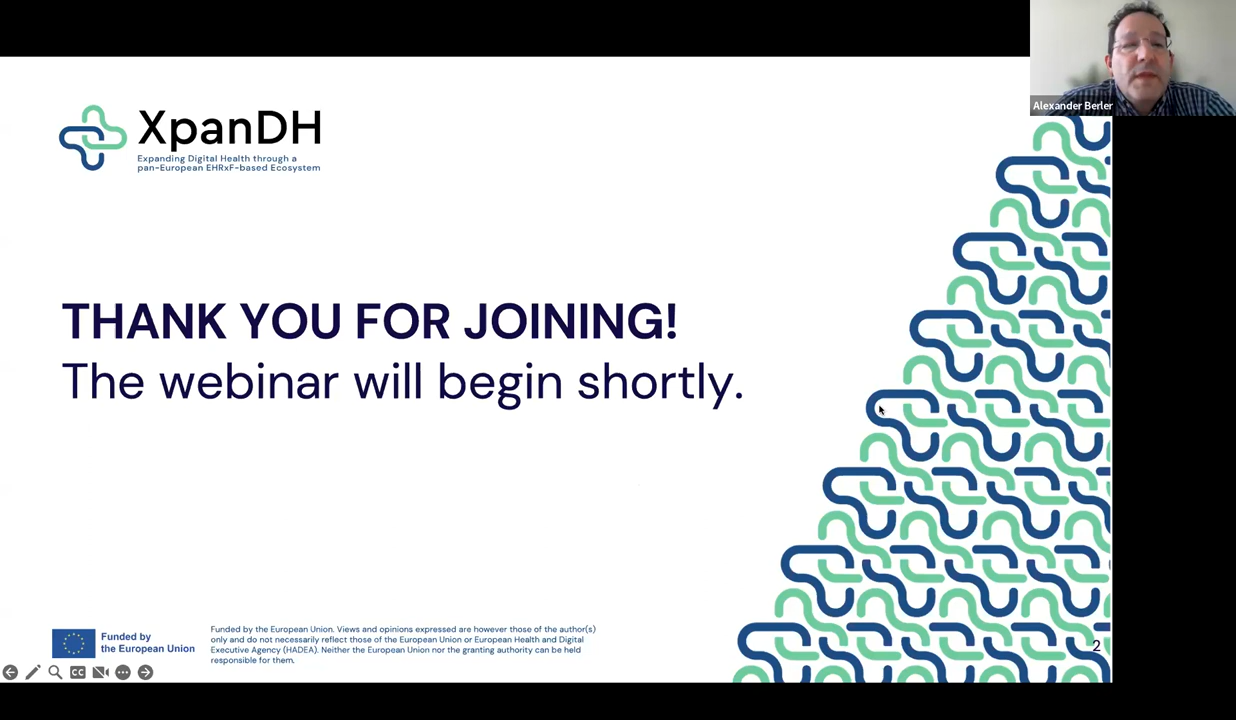 Alexander Berler
XpanDH
Expanding Digital Health through a
pan-European EHRxF-based Ecosystem
THANK YOU FOR JOINING!
The webinar will begin shortly.
Funded by
the European Union
Funded by the European Union. Views and opinions expressed are however those of the author(s)
only and do not necessarily reflect those of the European Union or European Health and Digital
Executive Agency (HADEA). Neither the European Union nor the granting authority can be held
responsible for them.
2
CC